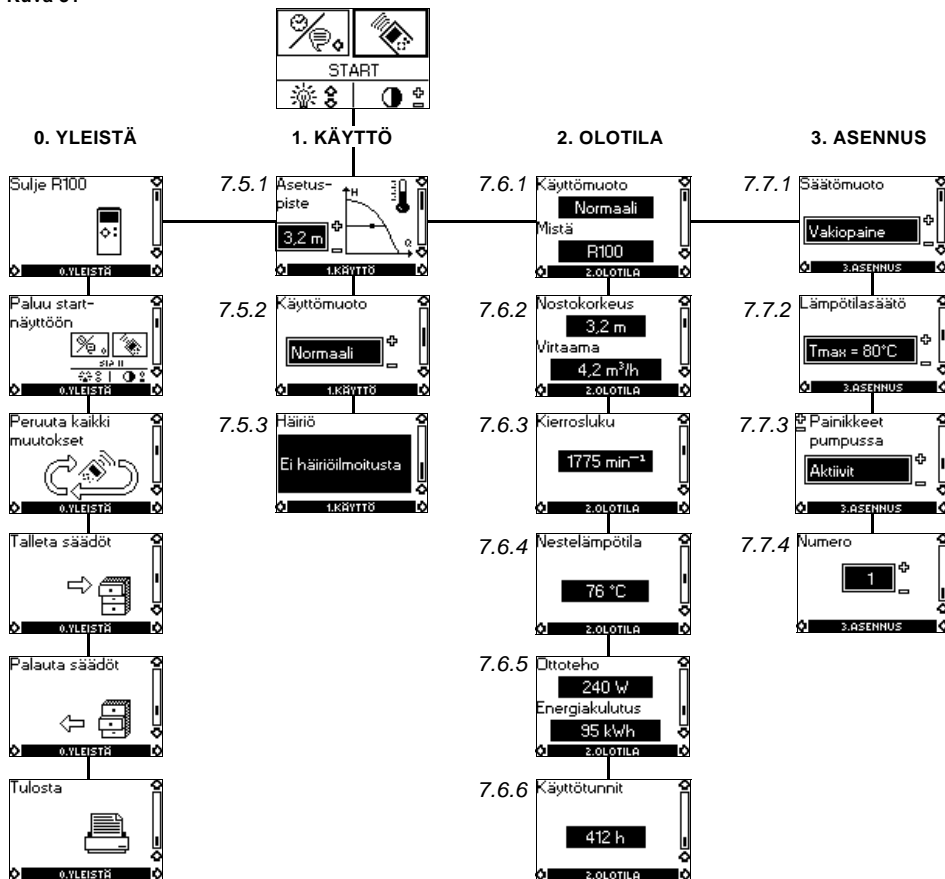 START
0. YLEISTÄ
1. KÄYTTÖ
2. OLOTILA
3. ASENNUS
Sulje R100
0.YLEISTÄ
Paluu start-
näyttöön
START
0.YLEISTÄ
Peruuta kaikki
muutokset
0.YLEISTÄ
Talleta säädöt
0.YLEISTÄ
Palauta säädöt
0.YLEISTÄ
Tulosta
0.YLEISTÄ
7.5.1
Asetus-
piste
H
3,2 m
Q
1.KÄYTTÖ
7.5.2
Käyttömuoto
Normaali
1.KÄYTTÖ
7.5.3
Häiriö
Ei häiriöilmoitusta
1.KÄYTTÖ
7.6.1
Käyttömuoto
Normaali
Mistä
R100
2.OLOTILA
7.6.2
Nostokorkeus
3,2 m
Virtaama
4,2 m³/h
2.OLOTILA
7.6.3
Kierrosluku
1775 min⁻¹
2.OLOTILA
7.6.4
Nestelämpötila
76 °C
2.OLOTILA
7.6.5
Ottoteho
240 W
Energiakulutus
95 kWh
2.OLOTILA
7.6.6
Käyttötunnit
412 h
2.OLOTILA
7.7.1
Säätömuoto
Vakiopaine
3.ASENNUS
7.7.2
Lämpötilasäätö
Tmax = 80°C
3.ASENNUS
7.7.3
Painikkeet
pumpussa
Aktiivit
3.ASENNUS
7.7.4
Numero
1
3.ASENNUS